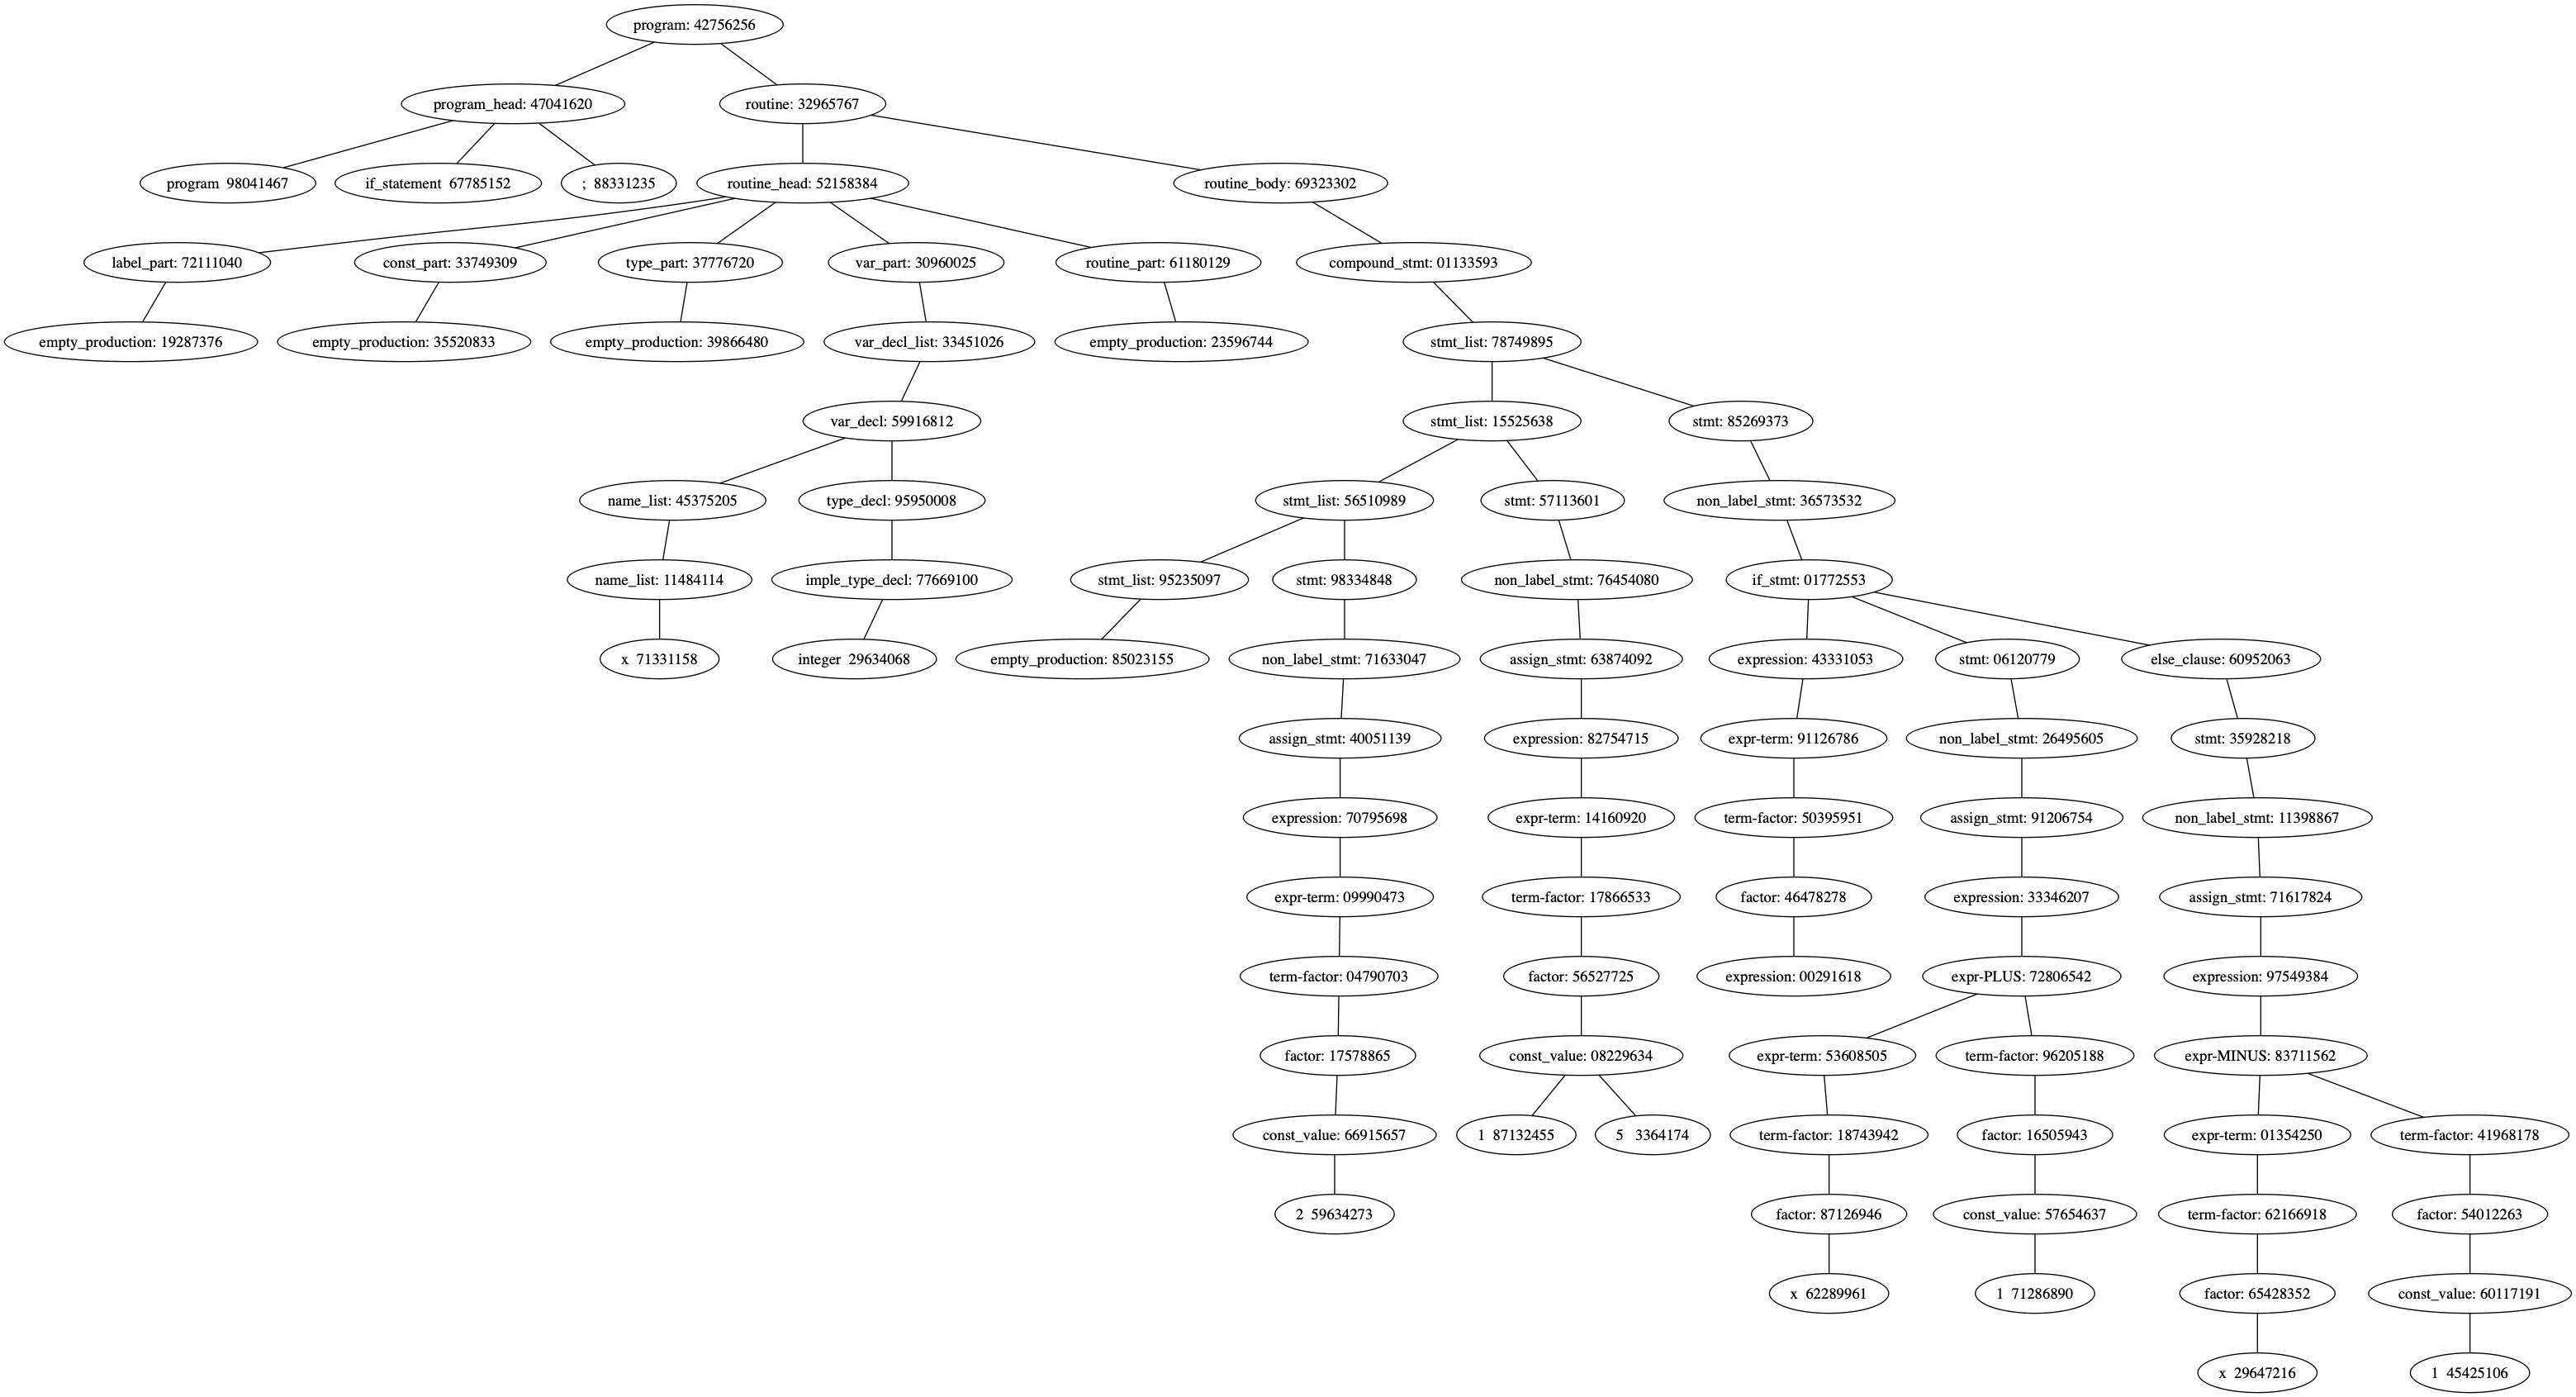 program: 42756256
program_head: 47041620
routine: 32965767
program 98041467
if_statement 67785152
; 88331235
routine_head: 52158384
routine_body: 69323302
label_part: 72111040
const_part: 33749309
type_part: 37776720
var_part: 30960025
routine_part: 61180129
compound_stmt: 01133593
empty_production: 19287376
empty_production: 35520833
empty_production: 39866480
var_decl_list: 33451026
empty_production: 23596744
stmt_list: 78749895
var_decl: 59916812
stmt_list: 15525638
stmt: 85269373
name_list: 45375205
type_decl: 95950008
stmt_list: 56510989
stmt: 57113601
non_label_stmt: 36573532
name_list: 11484114
imple_type_decl: 77669100
stmt_list: 95235097
stmt: 98334848
non_label_stmt: 76454080
if_stmt: 01772553
x 71331158
integer 29634068
empty_production: 85023155
non_label_stmt: 71633047
assign_stmt: 63874092
expression: 43331053
stmt: 06120779
else_clause: 60952063
assign_stmt: 40051139
expression: 82754715
expr-term: 91126786
non_label_stmt: 26495605
stmt: 35928218
expression: 70795698
expr-term: 14160920
term-factor: 50395951
assign_stmt: 91206754
non_label_stmt: 11398867
expr-term: 09990473
term-factor: 17866533
factor: 46478278
expression: 33346207
assign_stmt: 71617824
term-factor: 04790703
factor: 56527725
expression: 00291618
expr-PLUS: 72806542
expression: 97549384
factor: 17578865
const_value: 08229634
expr-term: 53608505
term-factor: 96205188
expr-MINUS: 83711562
const_value: 66915657
1 87132455
5 3364174
term-factor: 18743942
factor: 16505943
expr-term: 01354250
term-factor: 41968178
2 59634273
factor: 87126946
const_value: 57654637
term-factor: 62166918
factor: 54012263
x 62289961
1 71286890
factor: 65428352
const_value: 60117191
x 29647216
1 45425106